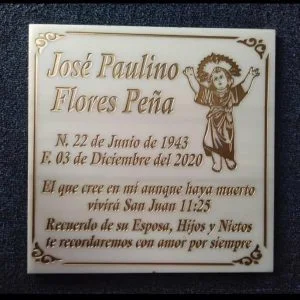 José Paulino
Flores Peña
N. 22 de Junio de 1943
F. 03 de Diciembre del 2020
El que cree en mi aunque haya muerto
vivirá San Juan 11:25
Recuerdo de su Esposa, Hijos y Nietos
te recordaremos con amor por siempre